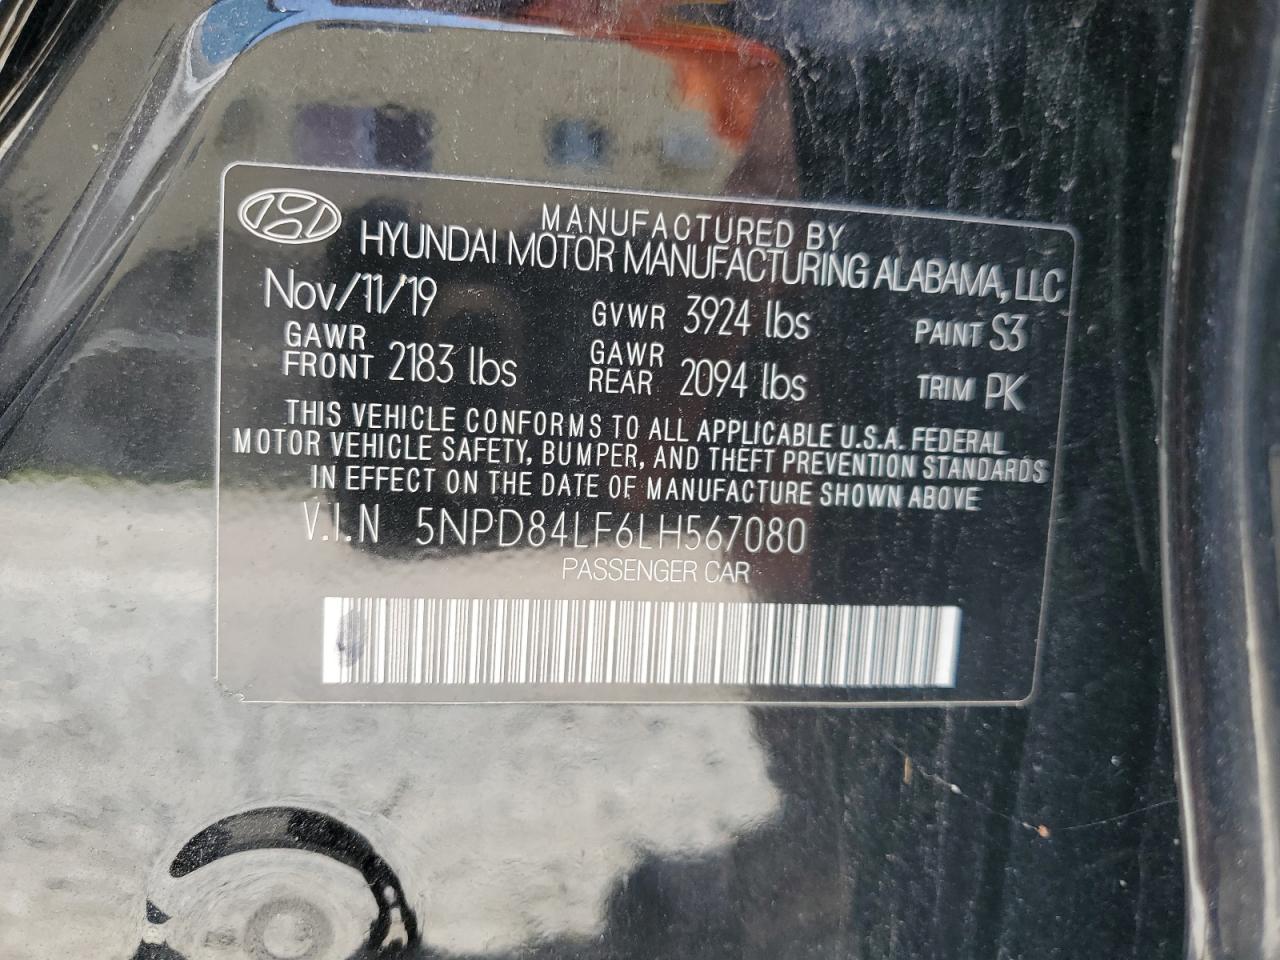 MANUFACTURED BY
HYUNDAI MOTOR MANUFACTURING ALABAMA, LLC
Nov/11/19 GVWR 3924 lbs PAINT S3
GAWR FRONT 2183 lbs GAWR REAR 2094 lbs TRIM PK
THIS VEHICLE CONFORMS TO ALL APPLICABLE U.S.A. FEDERAL
MOTOR VEHICLE SAFETY, BUMPER, AND THEFT PREVENTION STANDARDS
IN EFFECT ON THE DATE OF MANUFACTURE SHOWN ABOVE
V.I.N 5NPD84LF6LH567080
PASSENGER CAR